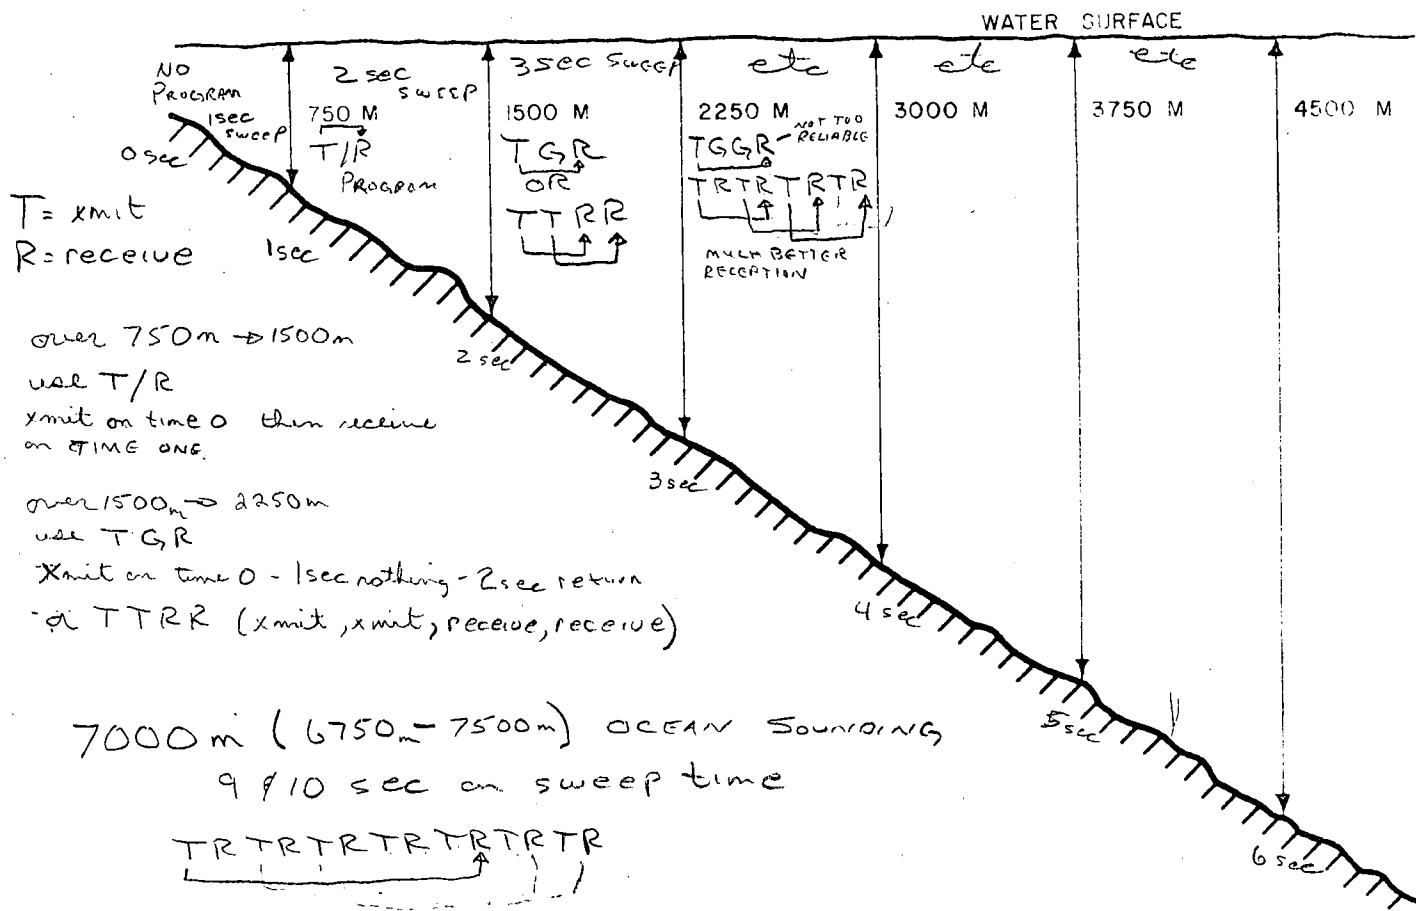 WATER SURFACE
NO
PROGRAM
1sec
sweep
2 sec
sweep
3 sec sweep
etc
etc
etc
750 M
1500 M
2250 M
3000 M
3750 M
4500 M
T/R
PROGRAM
TGR
OR
TTRR
TGGR
NOT TOO
RELIABLE
TRTRTRTR
MUCH BETTER
RECEPTION
0 sec
1 sec
2 sec
3 sec
4 sec
5 sec
6 sec
T = xmit
R = receive
over 750m → 1500m
use T/R
xmit on time 0 then receive
on TIME ONE.
over 1500m → 2250m
use TGR
Xmit on time 0 - 1sec nothing - 2sec return
or TTRR (xmit, xmit, receive, receive)
7000m (6750m - 7500m) OCEAN SOUNDING
9 & 10 sec on sweep time
TRTRTRTRTRTRTR